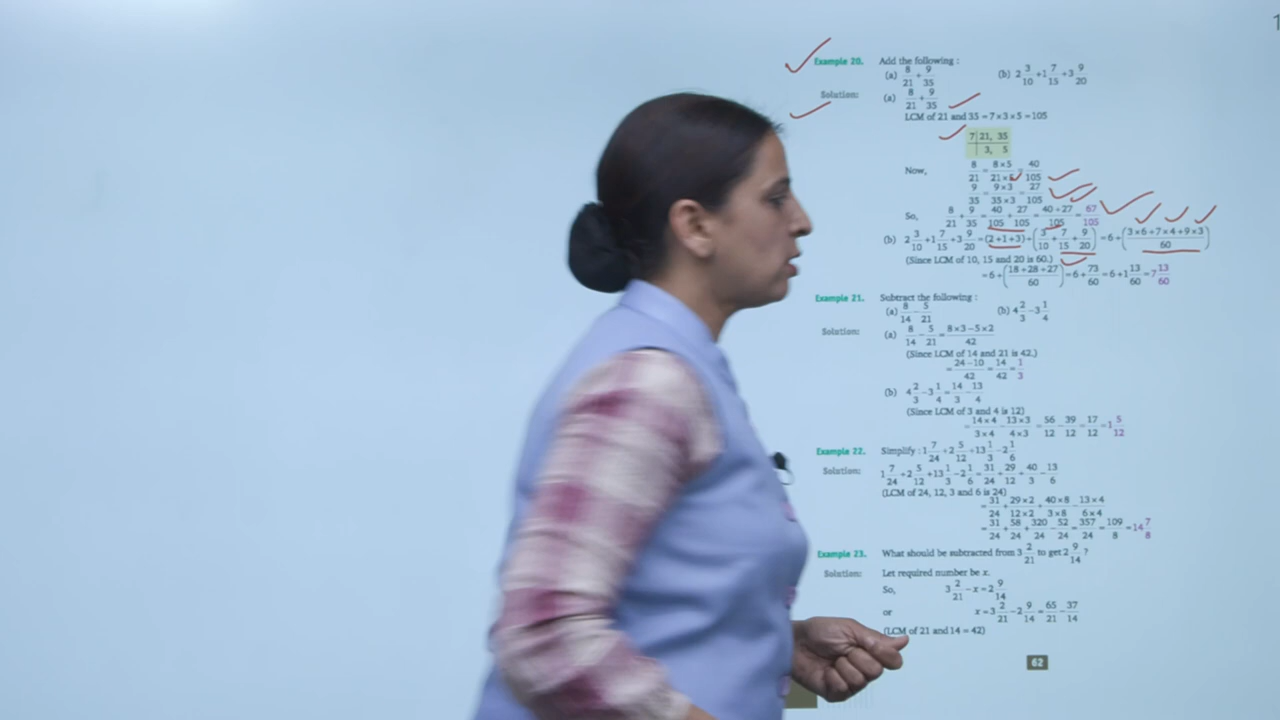 1
Example 20. Add the following :
(a) 8/21 + 9/35 (b) 2 3/10 + 1 7/15 + 3 9/20
Solution: (a) 8/21 + 9/35
LCM of 21 and 35 = 7 × 3 × 5 = 105
7 | 21, 35
3, 5
Now, 8/21 = 8×5/21×5 = 40/105
9/35 = 9×3/35×3 = 27/105
So, 8/21 + 9/35 = 40/105 + 27/105 = 40+27/105 = 67/105
(b) 2 3/10 + 1 7/15 + 3 9/20 = (2+1+3) + (3/10 + 7/15 + 9/20) = 6 + (3×6+7×4+9×3/60)
(Since LCM of 10, 15 and 20 is 60.)
= 6 + (18+28+27/60) = 6 + 73/60 = 6 + 1 13/60 = 7 13/60
Example 21. Subtract the following :
(a) 8/14 − 5/21 (b) 4 2/3 − 3 1/4
Solution: (a) 8/14 − 5/21 = 8×3−5×2/42
(Since LCM of 14 and 21 is 42.)
= 24−10/42 = 14/42 = 1/3
(b) 4 2/3 − 3 1/4 = 14/3 − 13/4
(Since LCM of 3 and 4 is 12)
= 14×4/3×4 − 13×3/4×3 = 56/12 − 39/12 = 17/12 = 1 5/12
Example 22. Simplify : 1 7/24 + 2 5/12 + 13 1/3 − 2 1/6
Solution: 1 7/24 + 2 5/12 + 13 1/3 − 2 1/6 = 31/24 + 29/12 + 40/3 − 13/6
(LCM of 24, 12, 3 and 6 is 24)
= 31/24 + 29×2/12×2 + 40×8/3×8 − 13×4/6×4
= 31/24 + 58/24 + 320/24 − 52/24 = 357/24 = 109/8 = 14 7/8
Example 23. What should be subtracted from 3 2/21 to get 2 9/14 ?
Solution: Let required number be x.
So, 3 2/21 − x = 2 9/14
or x = 3 2/21 − 2 9/14 = 65/21 − 37/14
(LCM of 21 and 14 = 42)
62